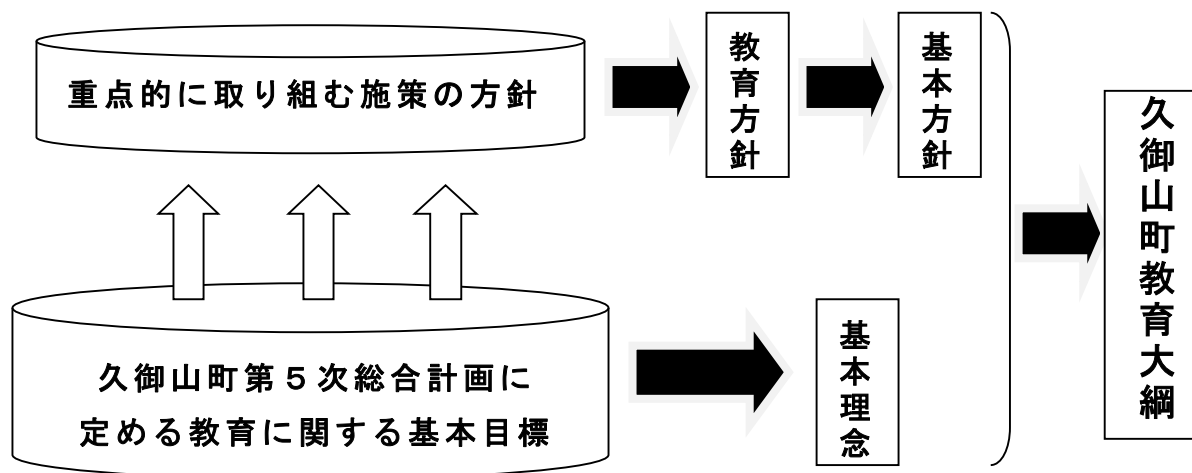 重点的に取り組む施策の方針
教育方針
基本方針
久御山町教育大綱
久御山町第５次総合計画に
定める教育に関する基本目標
基本理念